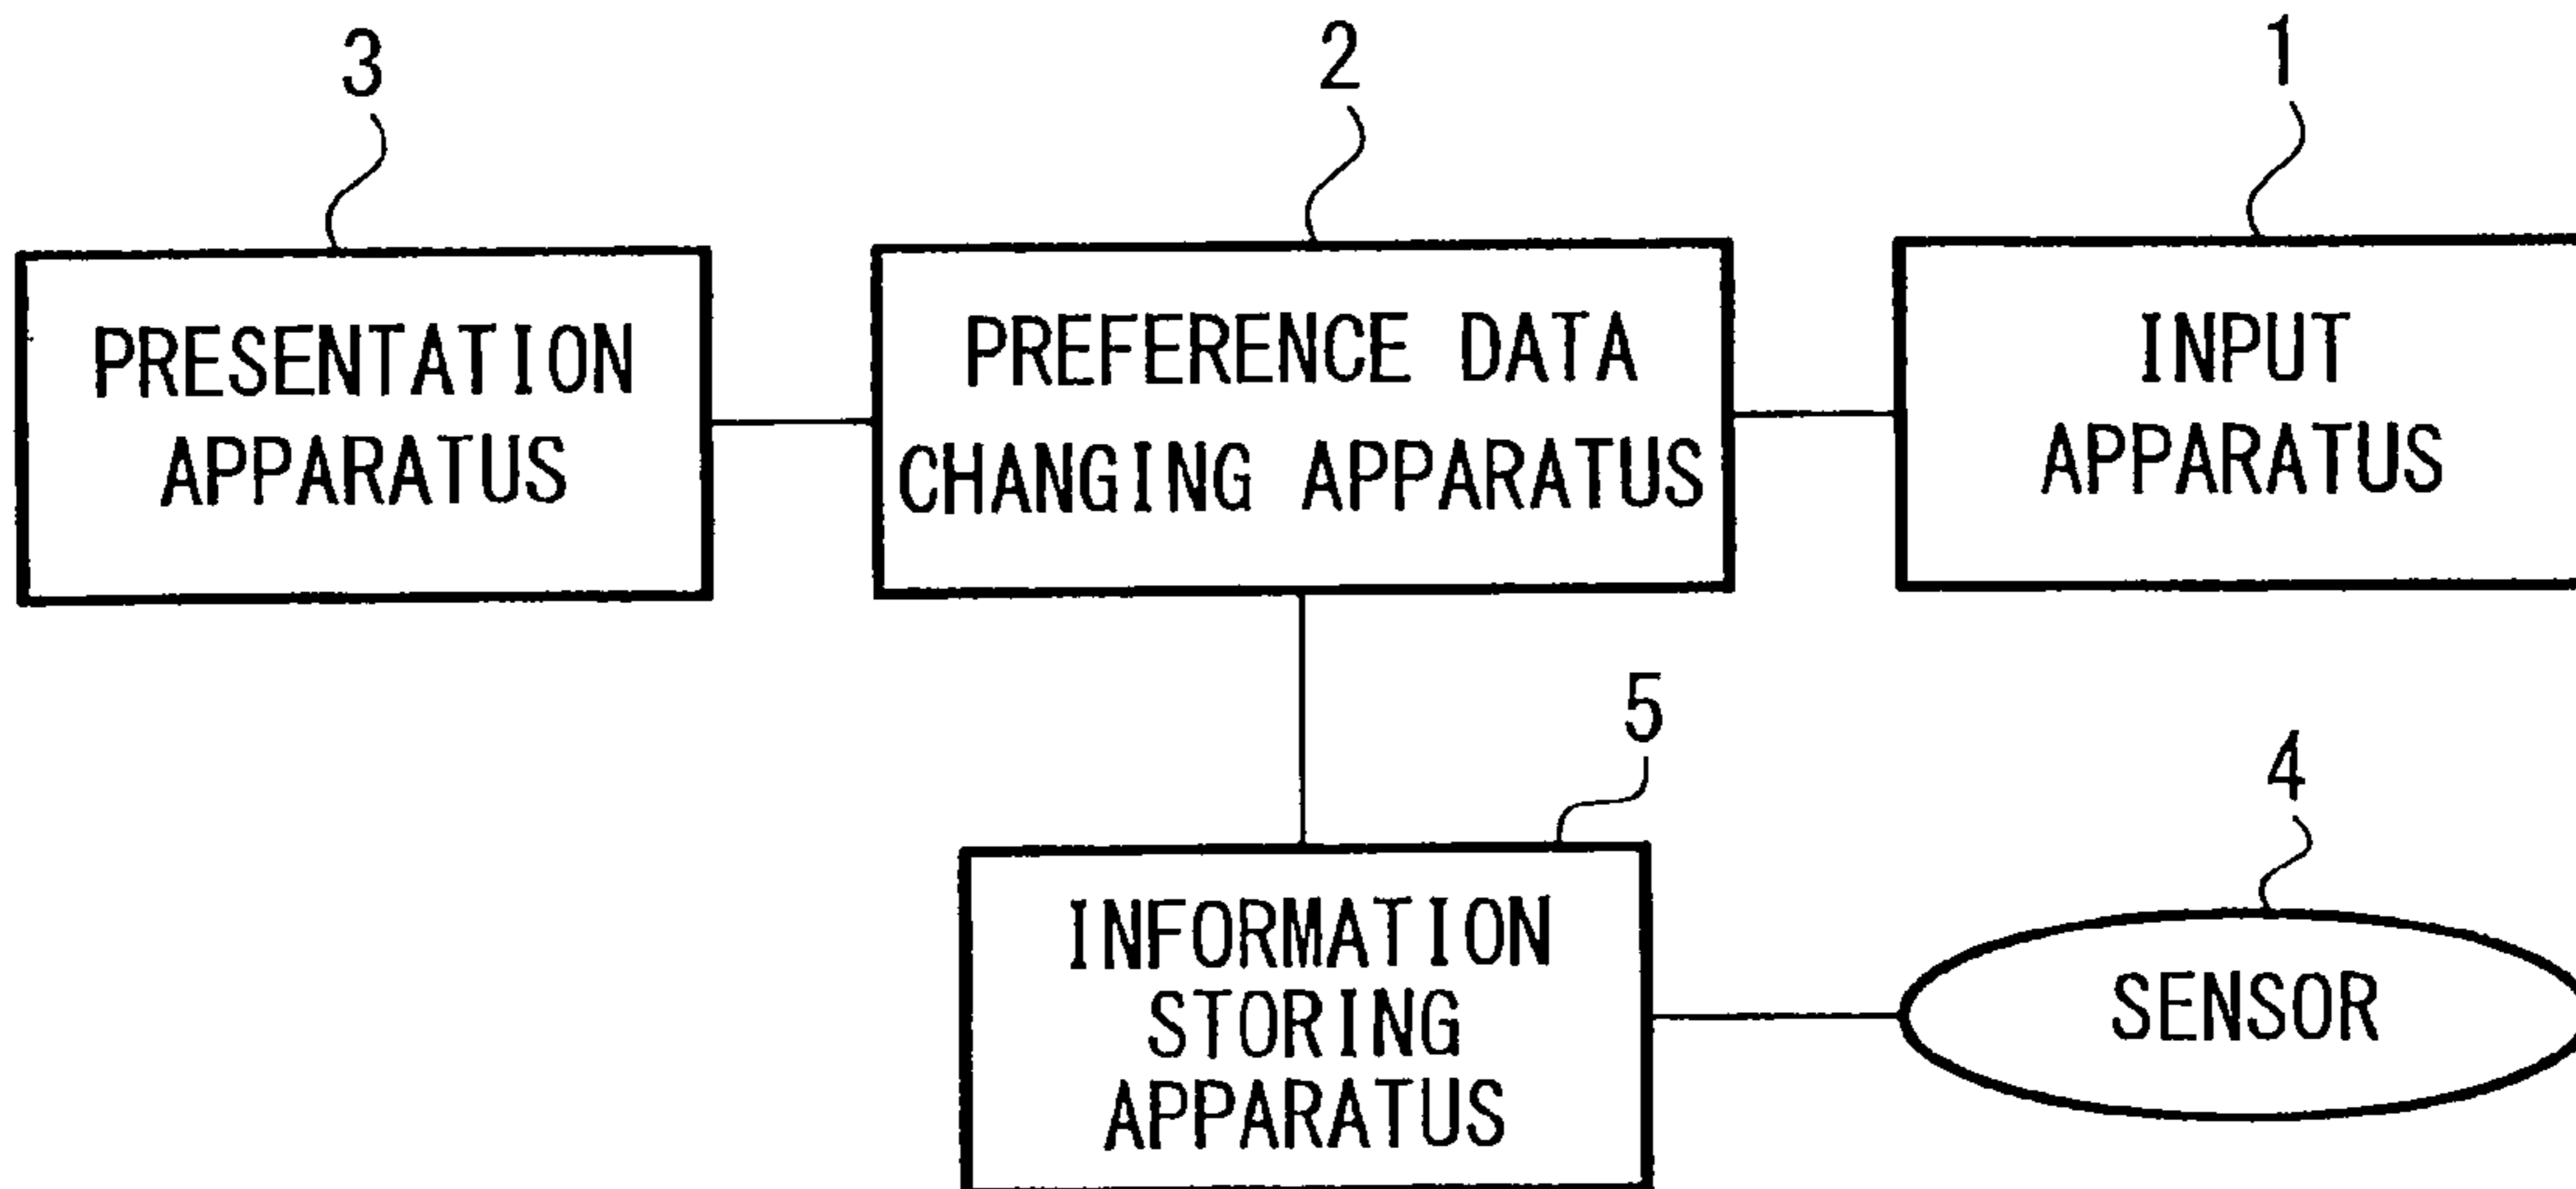 3
2
1
PRESENTATION
APPARATUS
PREFERENCE DATA
CHANGING APPARATUS
INPUT
APPARATUS
5
4
INFORMATION
STORING
APPARATUS
SENSOR